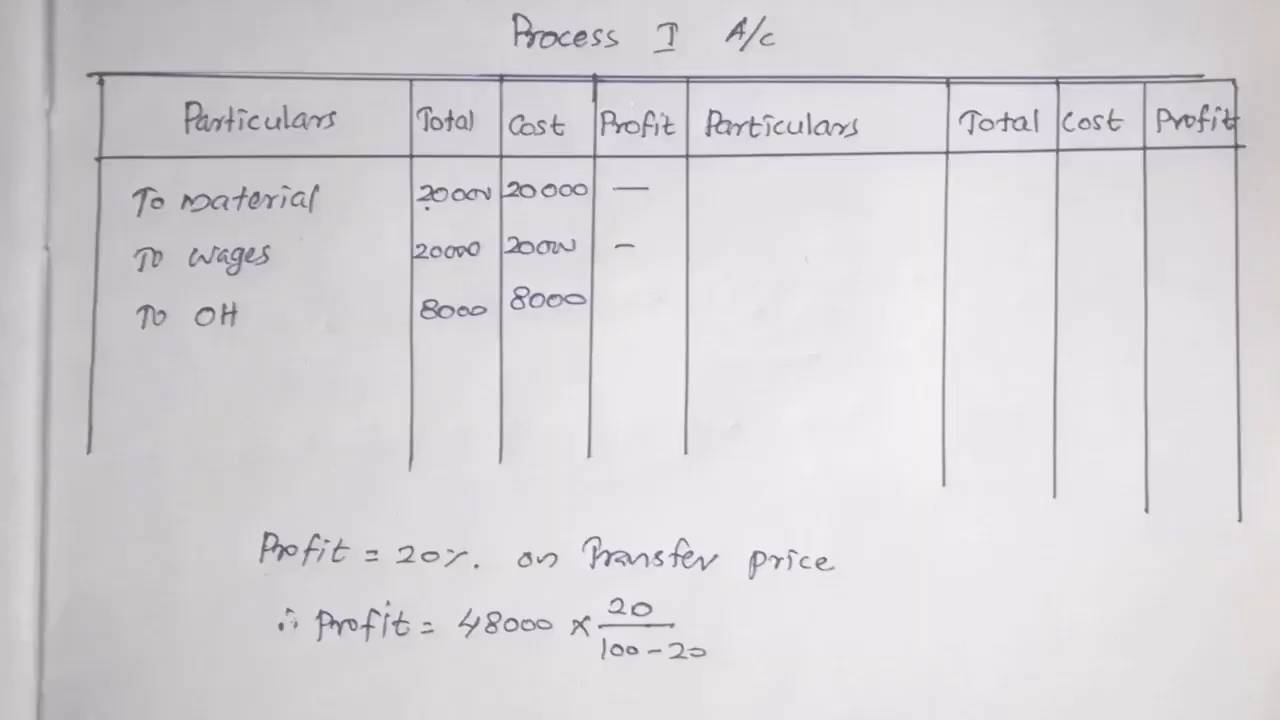 Process I A/c
Particulars Total Cost Profit Particulars Total Cost Profit
To material 20000 20000 —
To wages 20000 20000 –
To OH 8000 8000
Profit = 20%. on Transfer price
∴ Profit = 48000 × 20
100 - 20